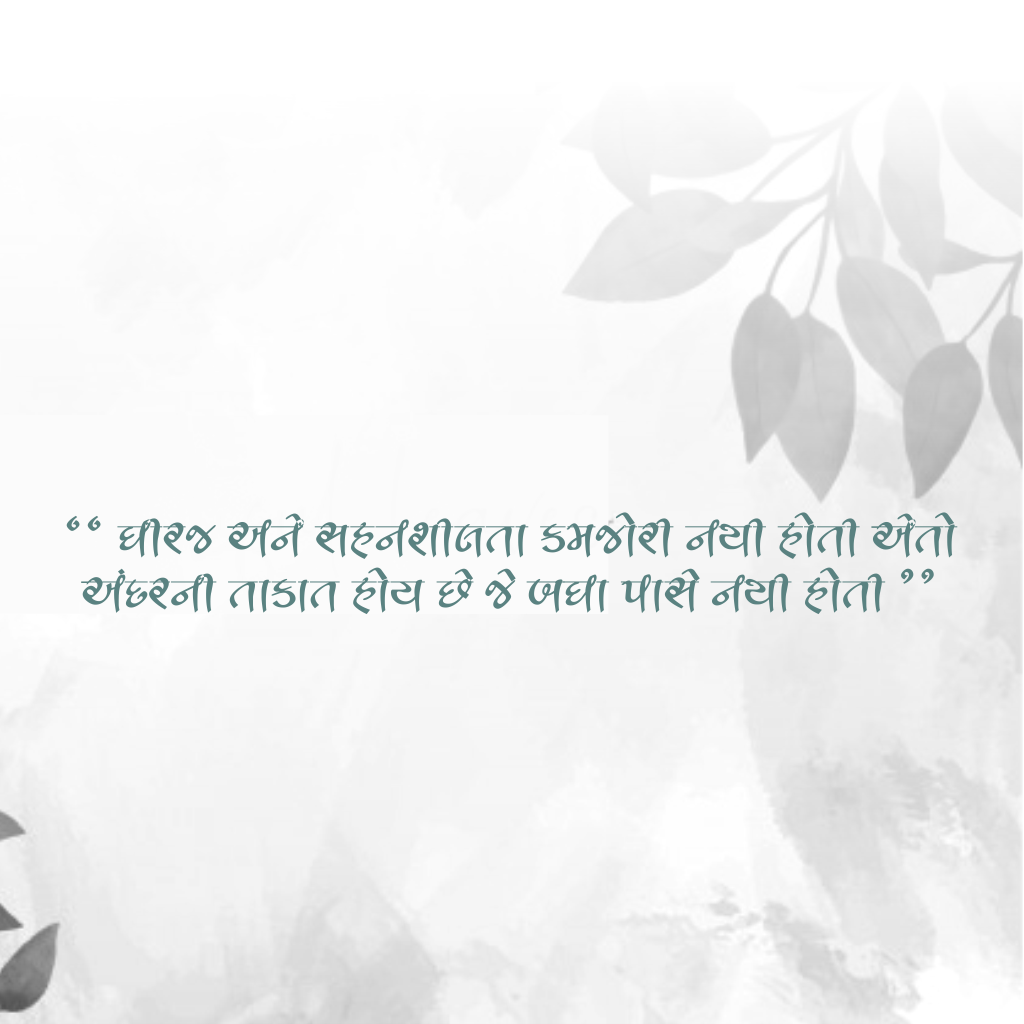 “ ધીરજ અને સહનશીલતા કમજોરી નથી હોતી એતો
અંદરની તાકાત હોય છે જે બધા પાસે નથી હોતી ”